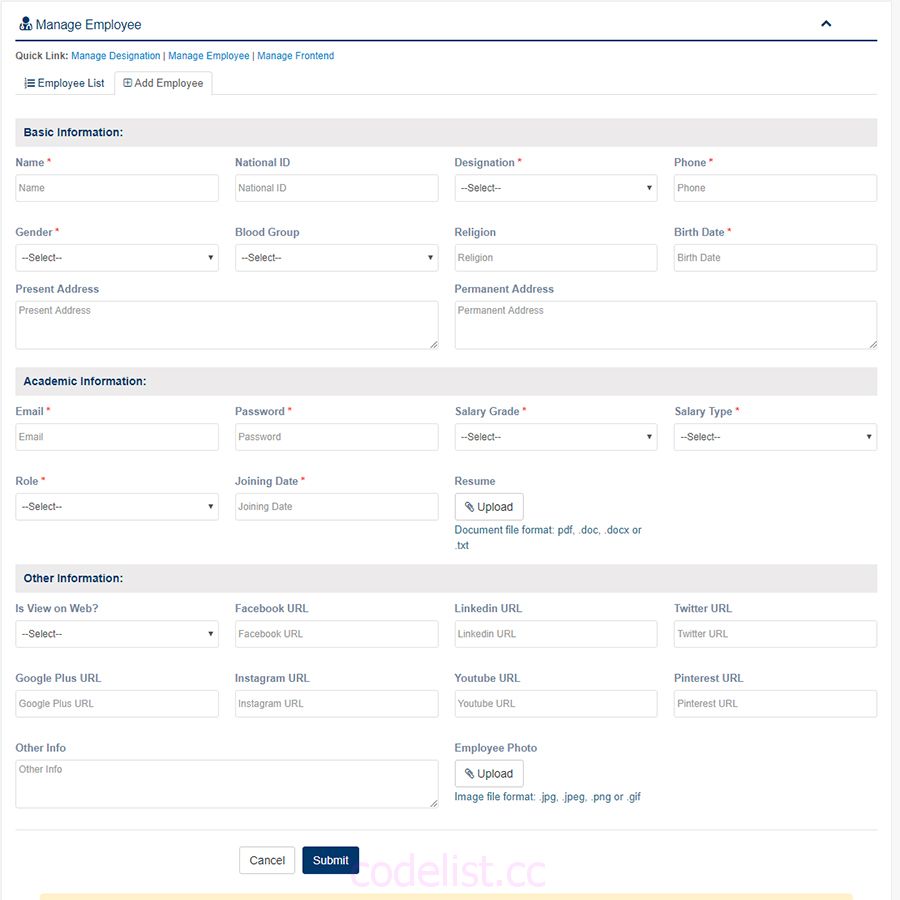 Manage Employee
Quick Link: Manage Designation | Manage Employee | Manage Frontend
Employee List Add Employee
Basic Information:
Name * National ID Designation * Phone *
Name National ID --Select-- Phone
Gender * Blood Group Religion Birth Date *
--Select-- --Select-- Religion Birth Date
Present Address Permanent Address
Present Address Permanent Address
Academic Information:
Email * Password * Salary Grade * Salary Type *
Email Password --Select-- --Select--
Role * Joining Date * Resume
--Select-- Joining Date Upload
Document file format: pdf, .doc, .docx or
.txt
Other Information:
Is View on Web? Facebook URL Linkedin URL Twitter URL
--Select-- Facebook URL Linkedin URL Twitter URL
Google Plus URL Instagram URL Youtube URL Pinterest URL
Google Plus URL Instagram URL Youtube URL Pinterest URL
Other Info Employee Photo
Other Info Upload
Image file format: .jpg, .jpeg, .png or .gif
Cancel Submit
codelist.cc